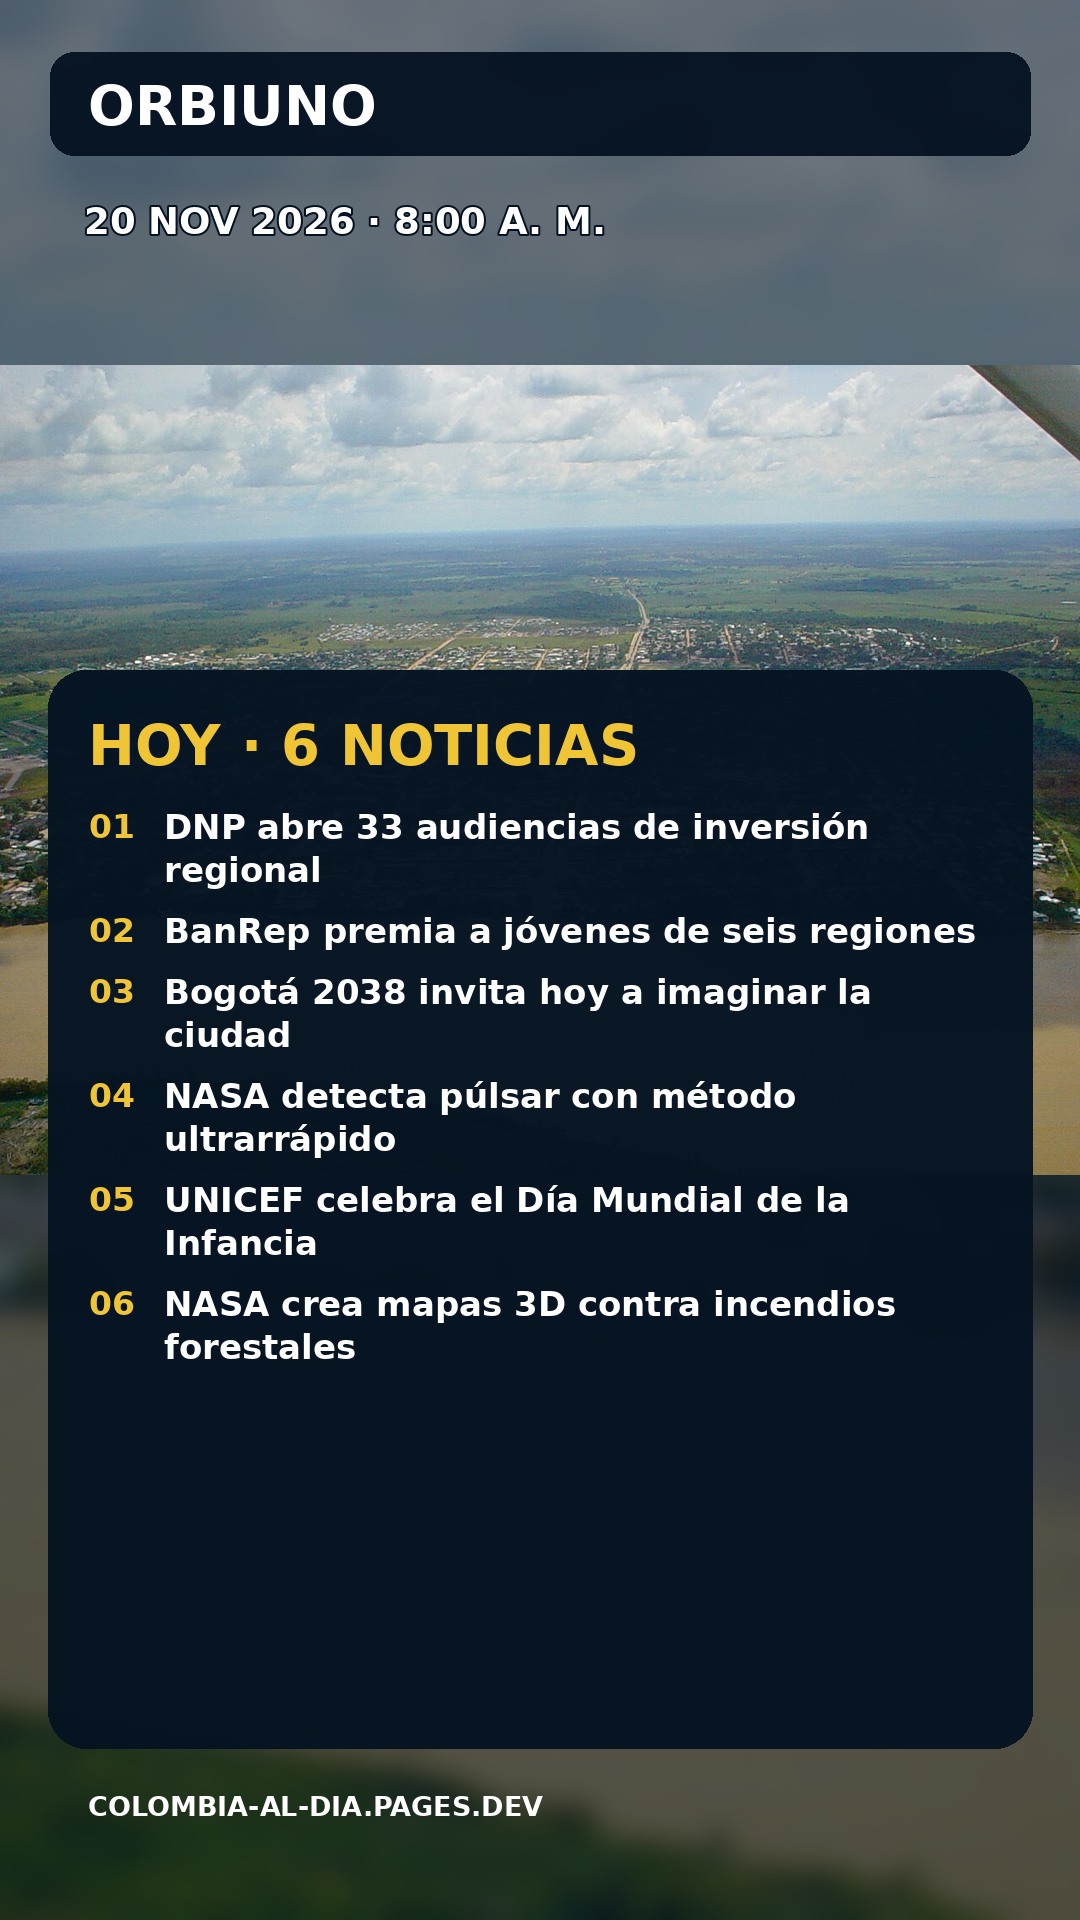 ORBIUNO
20 NOV 2026 · 8:00 A. M.
HOY · 6 NOTICIAS
01 DNP abre 33 audiencias de inversión
regional
02 BanRep premia a jóvenes de seis regiones
03 Bogotá 2038 invita hoy a imaginar la
ciudad
04 NASA detecta púlsar con método
ultrarrápido
05 UNICEF celebra el Día Mundial de la
Infancia
06 NASA crea mapas 3D contra incendios
forestales
COLOMBIA-AL-DIA.PAGES.DEV